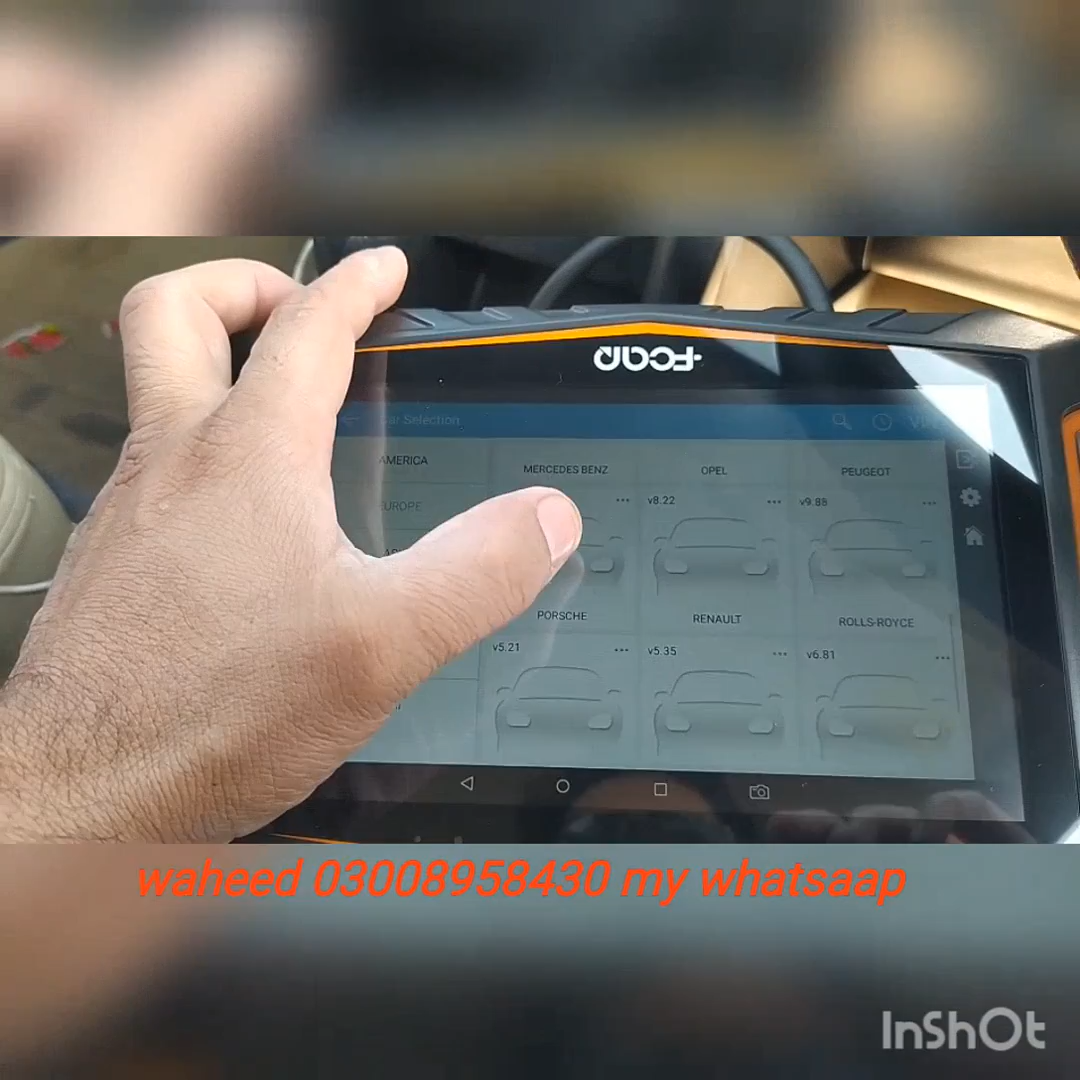 FCAR
Car Selection
AMERICA
EUROPE
MERCEDES BENZ
OPEL
PEUGEOT
v8.22
v9.88
PORSCHE
RENAULT
ROLLS-ROYCE
v5.21
v5.35
v6.81
waheed 03008958430 my whatsaap
InShOt